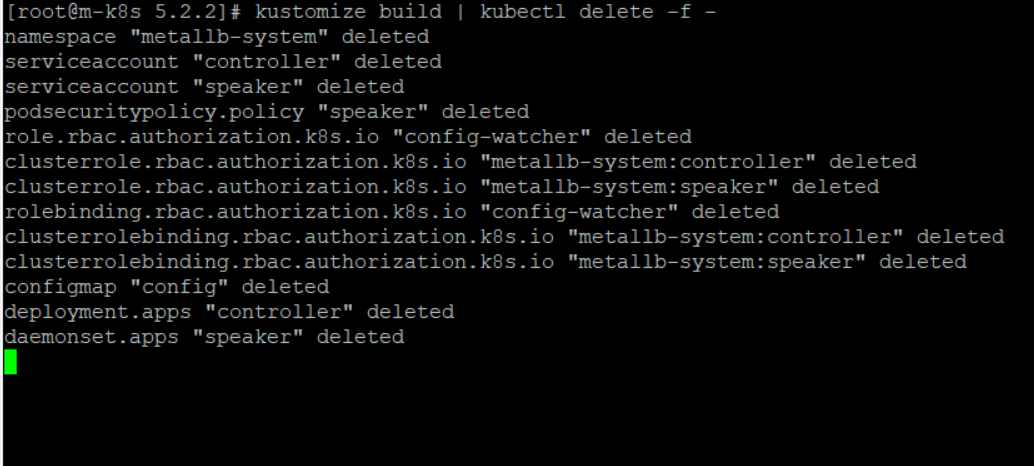 [root@m-k8s 5.2.2]# kustomize build | kubectl delete -f -
namespace "metallb-system" deleted
serviceaccount "controller" deleted
serviceaccount "speaker" deleted
podsecuritypolicy.policy "speaker" deleted
role.rbac.authorization.k8s.io "config-watcher" deleted
clusterrole.rbac.authorization.k8s.io "metallb-system:controller" deleted
clusterrole.rbac.authorization.k8s.io "metallb-system:speaker" deleted
rolebinding.rbac.authorization.k8s.io "config-watcher" deleted
clusterrolebinding.rbac.authorization.k8s.io "metallb-system:controller" deleted
clusterrolebinding.rbac.authorization.k8s.io "metallb-system:speaker" deleted
configmap "config" deleted
deployment.apps "controller" deleted
daemonset.apps "speaker" deleted